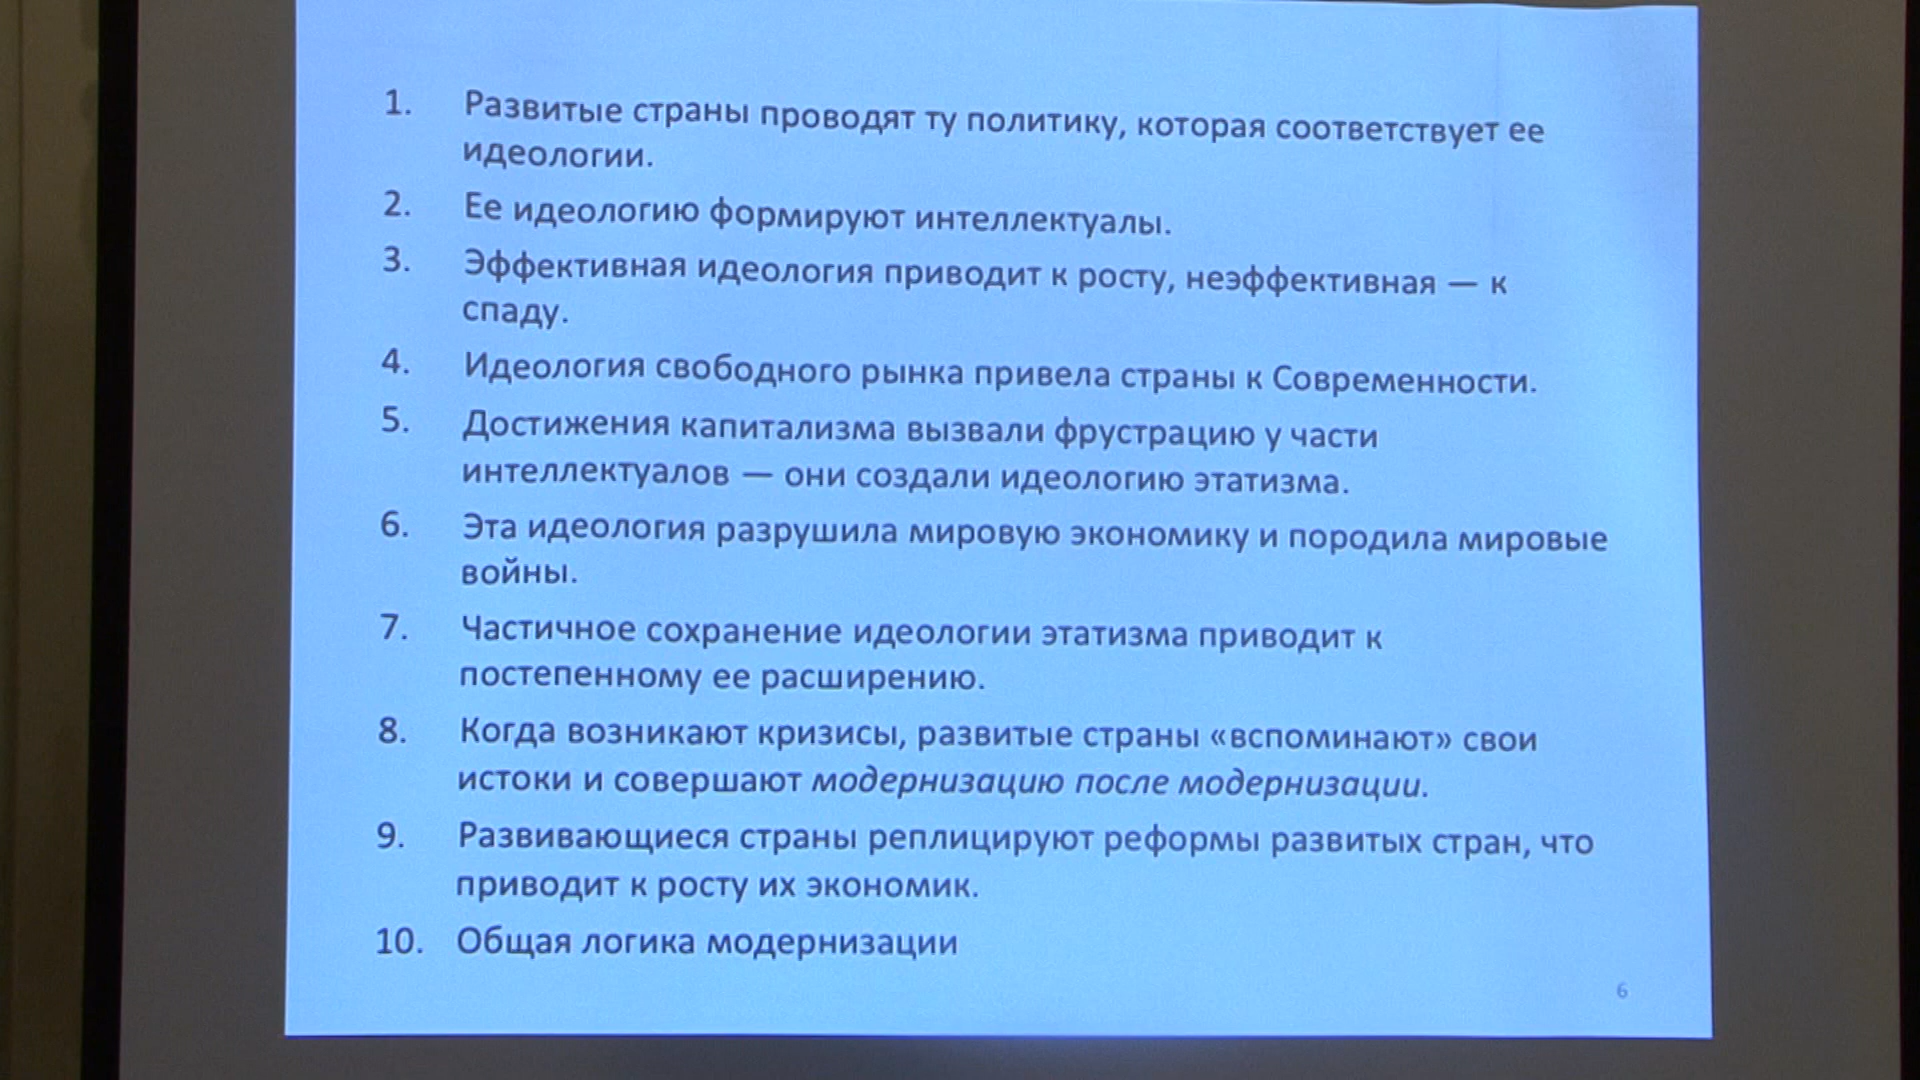 1. Развитые страны проводят ту политику, которая соответствует ее
идеологии.
2. Ее идеологию формируют интеллектуалы.
3. Эффективная идеология приводит к росту, неэффективная — к
спаду.
4. Идеология свободного рынка привела страны к Современности.
5. Достижения капитализма вызвали фрустрацию у части
интеллектуалов — они создали идеологию этатизма.
6. Эта идеология разрушила мировую экономику и породила мировые
войны.
7. Частичное сохранение идеологии этатизма приводит к
постепенному ее расширению.
8. Когда возникают кризисы, развитые страны «вспоминают» свои
истоки и совершают модернизацию после модернизации.
9. Развивающиеся страны реплицируют реформы развитых стран, что
приводит к росту их экономик.
10. Общая логика модернизации
6